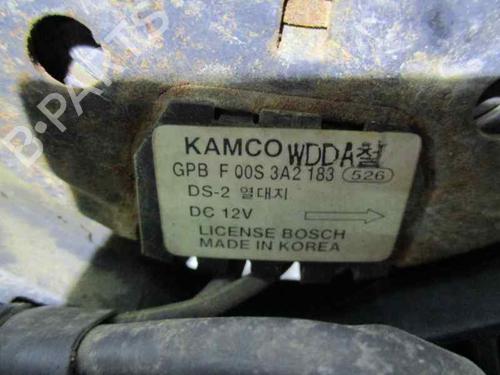 B-PARTS
KAMCO WDDA철
GPB F 00S 3A2 183 526
DS-2 열대지
DC 12V
LICENSE BOSCH
MADE IN KOREA